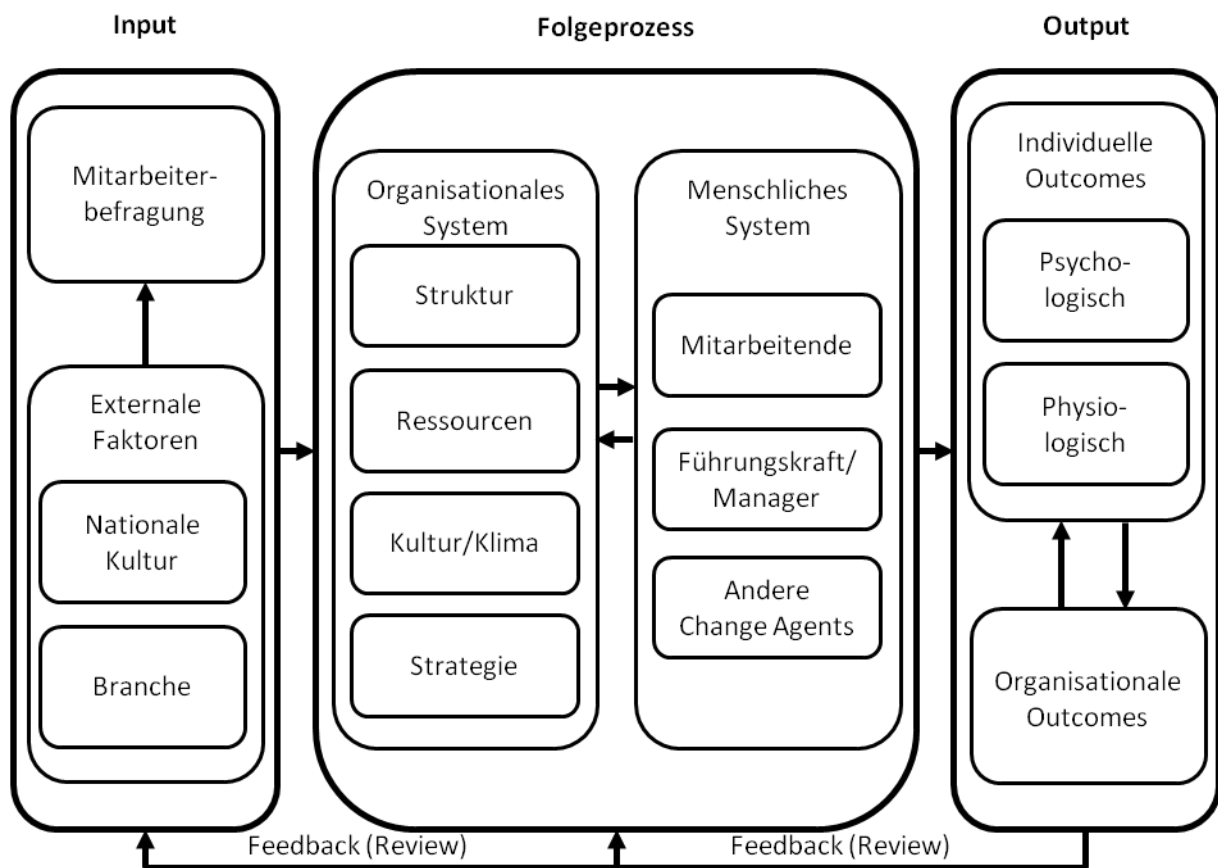 Input
Folgeprozess
Output
Mitarbeiter-
befragung
Externale
Faktoren
Nationale
Kultur
Branche
Organisationales
System
Struktur
Ressourcen
Kultur/Klima
Strategie
Menschliches
System
Mitarbeitende
Führungskraft/
Manager
Andere
Change Agents
Individuelle
Outcomes
Psycho-
logisch
Physio-
logisch
Organisationale
Outcomes
Feedback (Review)
Feedback (Review)